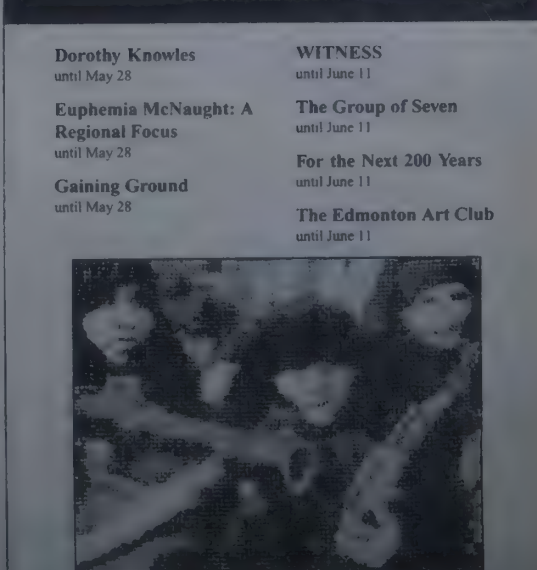 Dorothy Knowles
until May 28
Euphemia McNaught: A
Regional Focus
until May 28
Gaining Ground
until May 28
WITNESS
until June 11
The Group of Seven
until June 11
For the Next 200 Years
until June 11
The Edmonton Art Club
until June 11